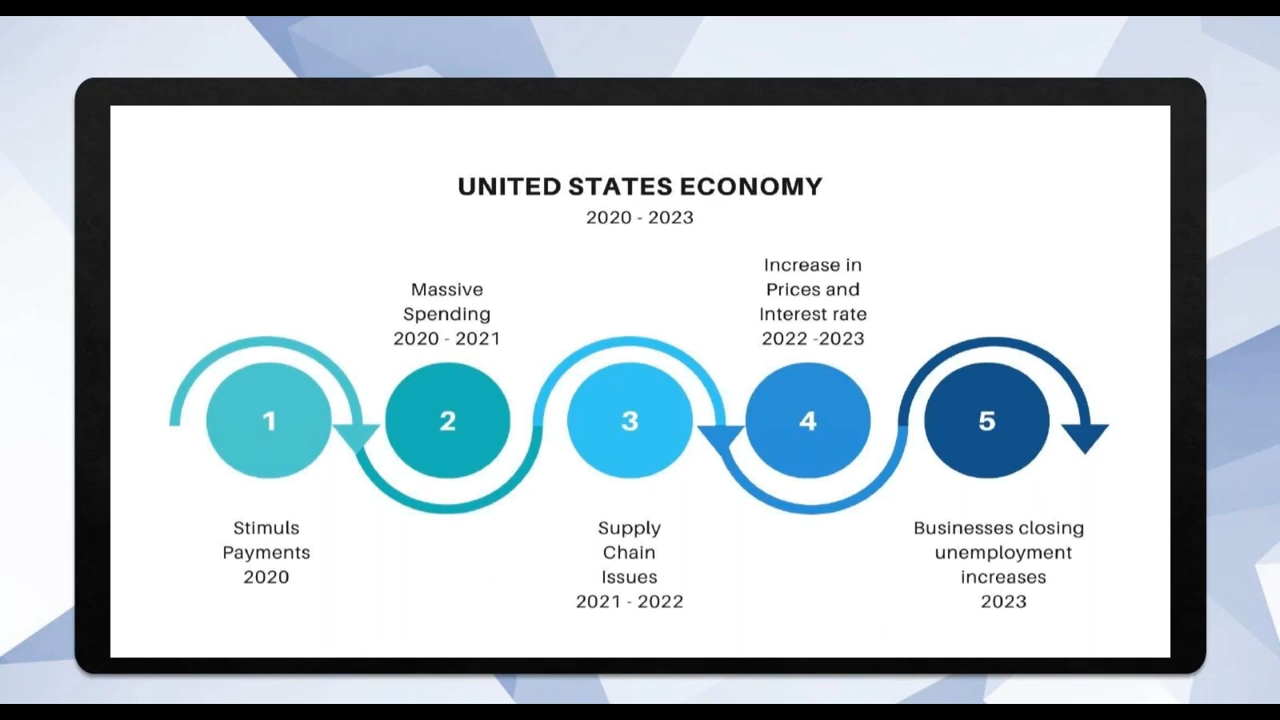 UNITED STATES ECONOMY
2020 - 2023
1
Stimuls
Payments
2020
Massive
Spending
2020 - 2021
2
3
Supply
Chain
Issues
2021 - 2022
Increase in
Prices and
Interest rate
2022 -2023
4
5
Businesses closing
unemployment
increases
2023